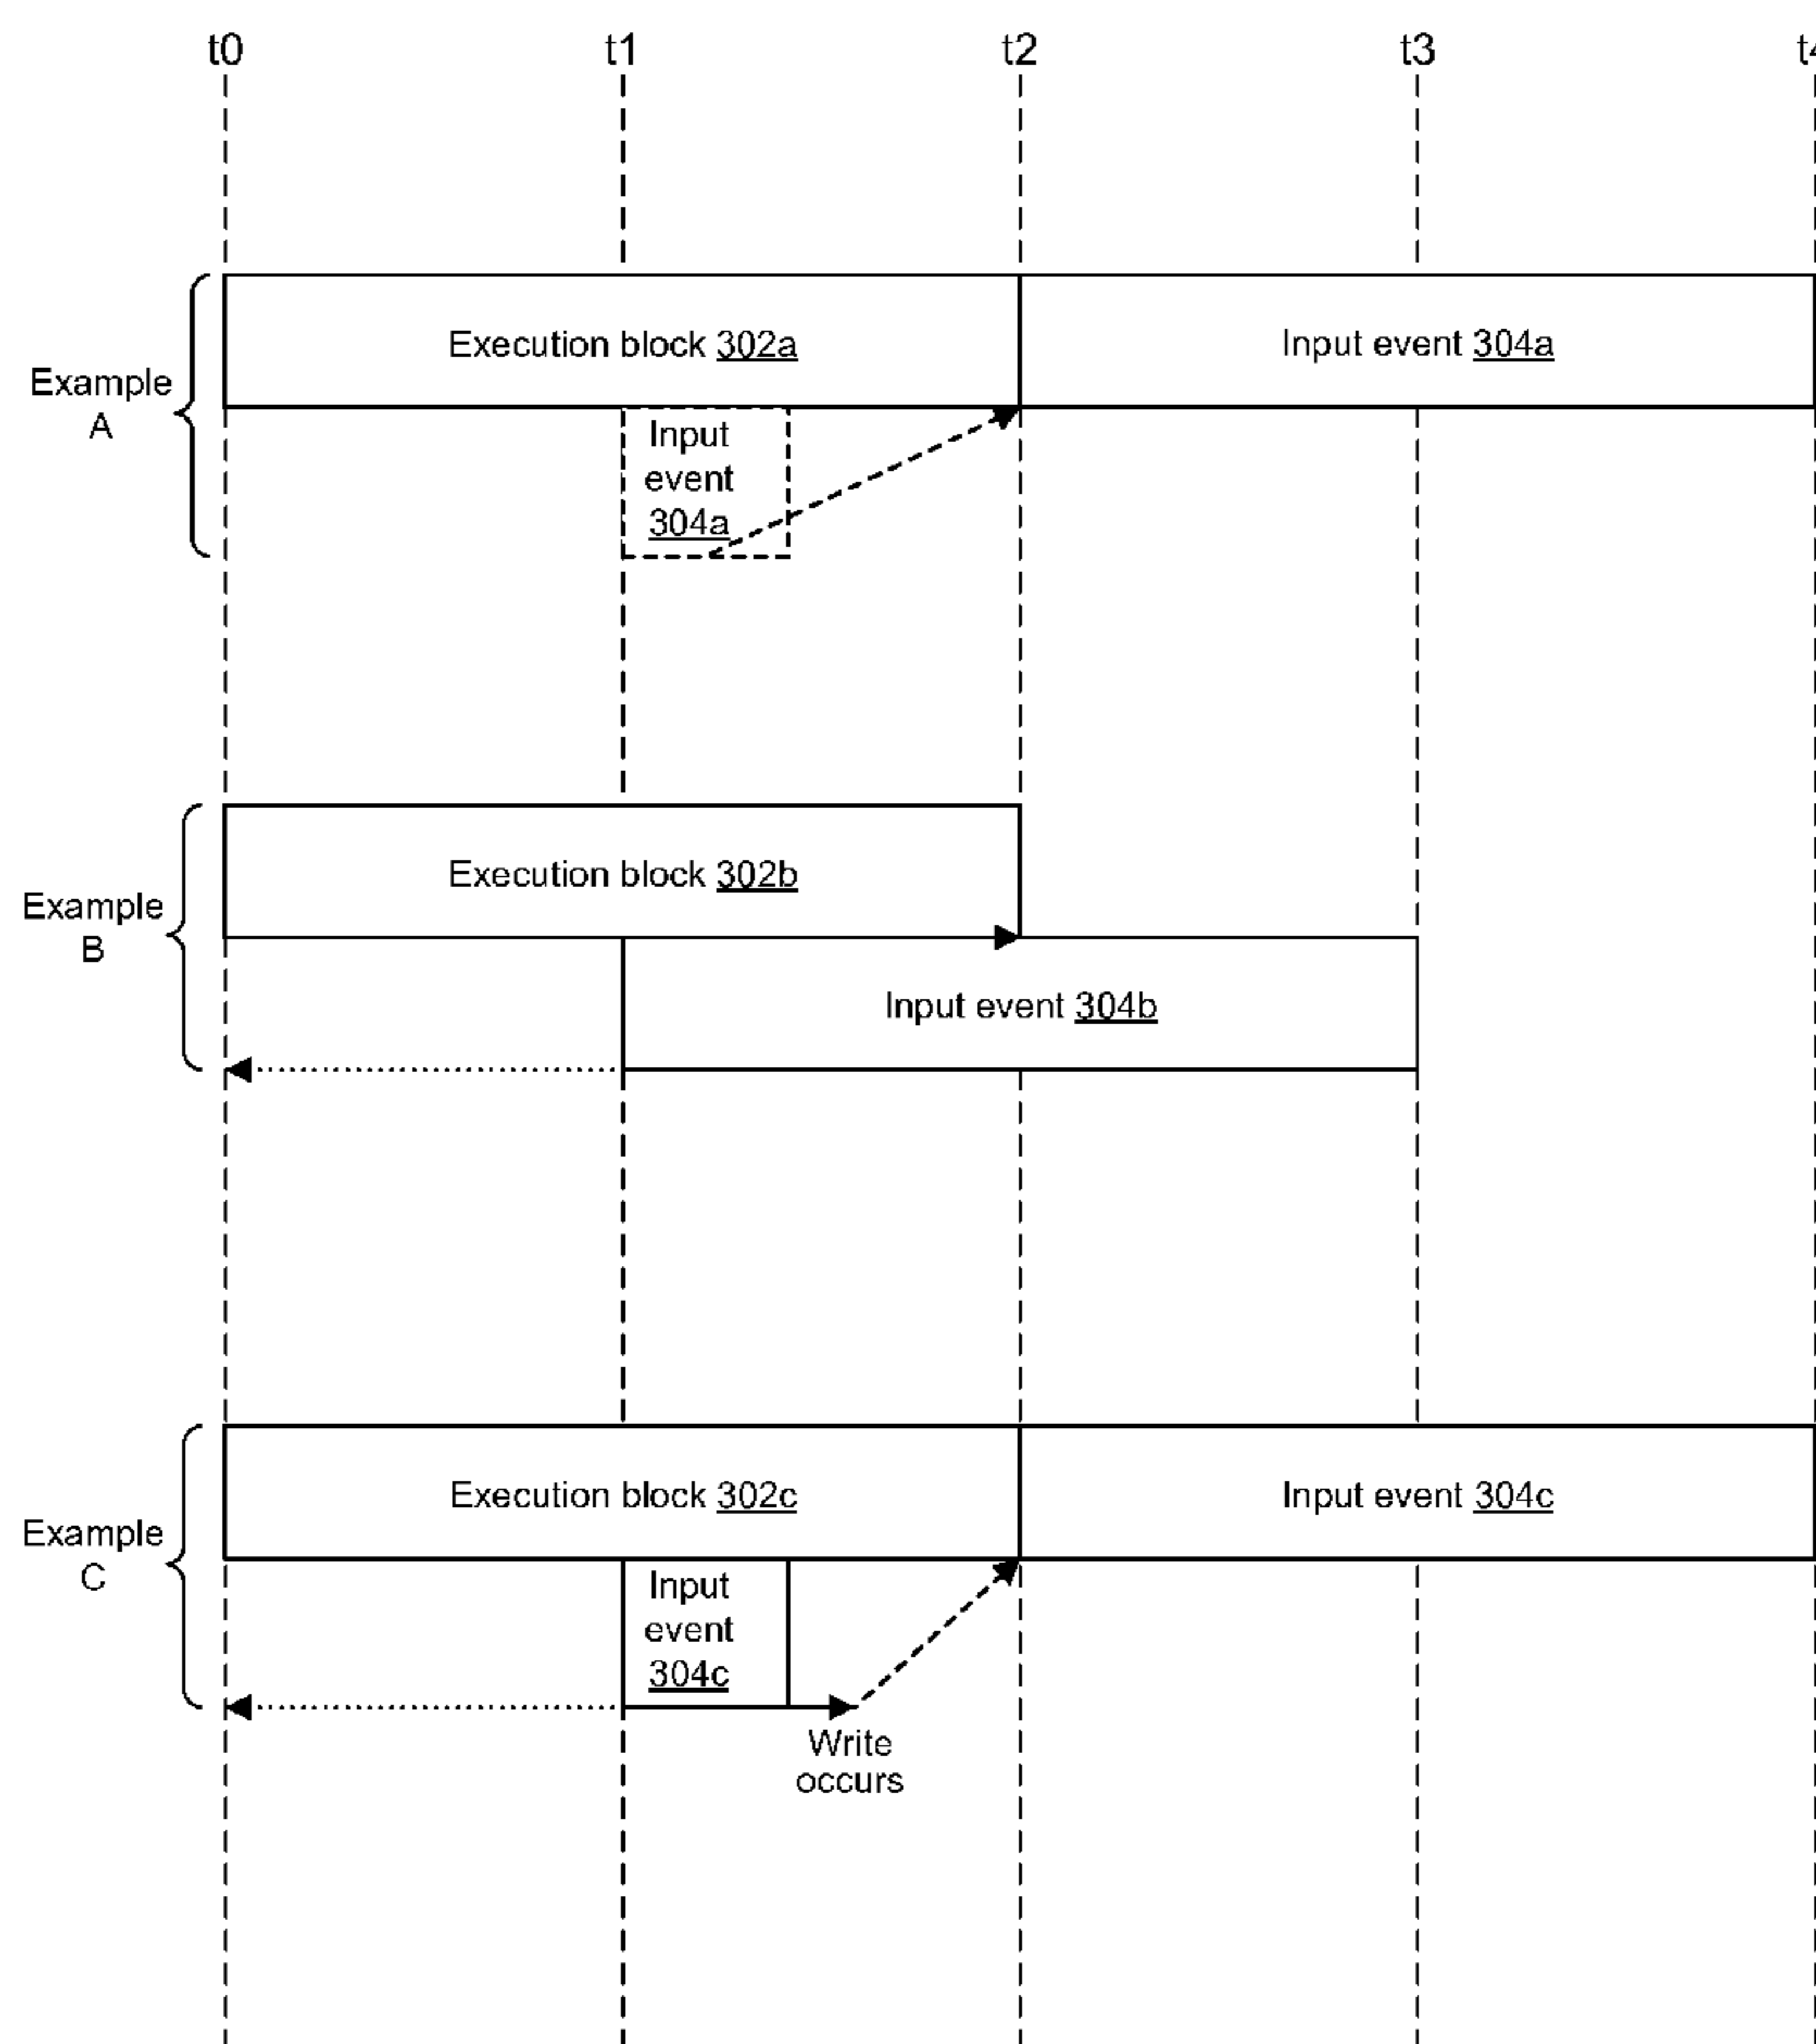 t0 t1 t2 t3
Execution block 302a
Input event 304a
Example
A
Input
event
304a
Execution block 302b
Example
B
Input event 304b
Execution block 302c
Input event 304c
Example
C
Input
event
304c
Write
occurs